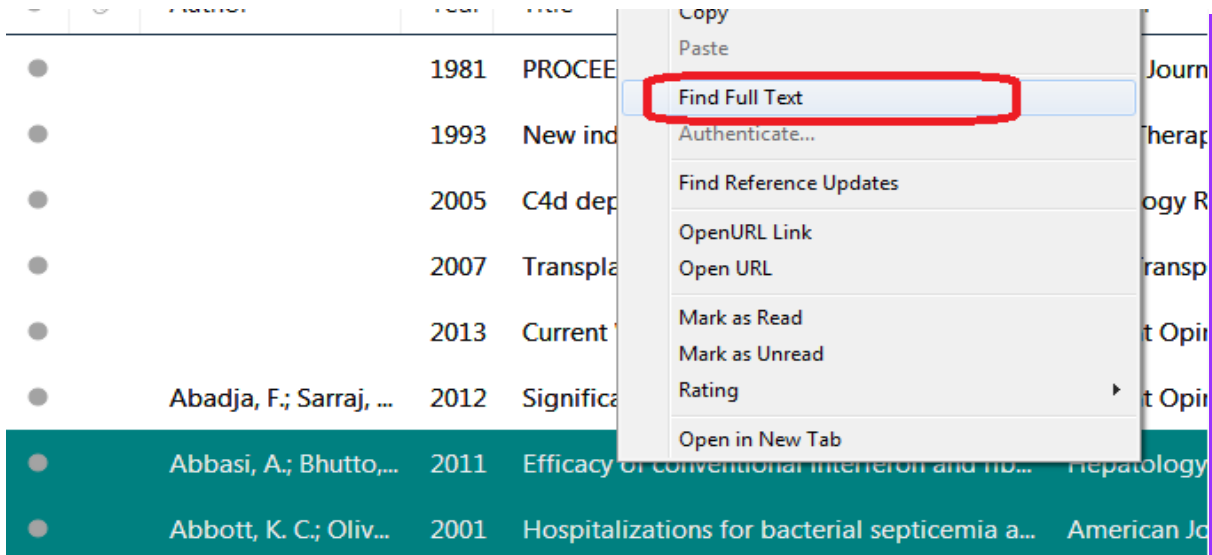 Year Title Copy
Paste
1981 PROCEE Journ
Find Full Text
1993 New ind Authenticate... Therap
Find Reference Updates
2005 C4d dep ogy R
OpenURL Link
2007 Transpla Open URL ransp
Mark as Read
2013 Current t Opin
Mark as Unread
Abadja, F.; Sarraj, ... 2012 Significa Rating t Opin
Open in New Tab
Abbasi, A.; Bhutto,... 2011 Efficacy of conventional interferon and rib... Hepatology
Abbott, K. C.; Oliv... 2001 Hospitalizations for bacterial septicemia a... American Jo